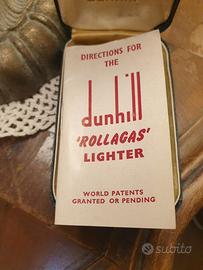 DIRECTIONS FOR
THE
dunhill
'ROLLAGAS'
LIGHTER
WORLD PATENTS
GRANTED OR PENDING
subito